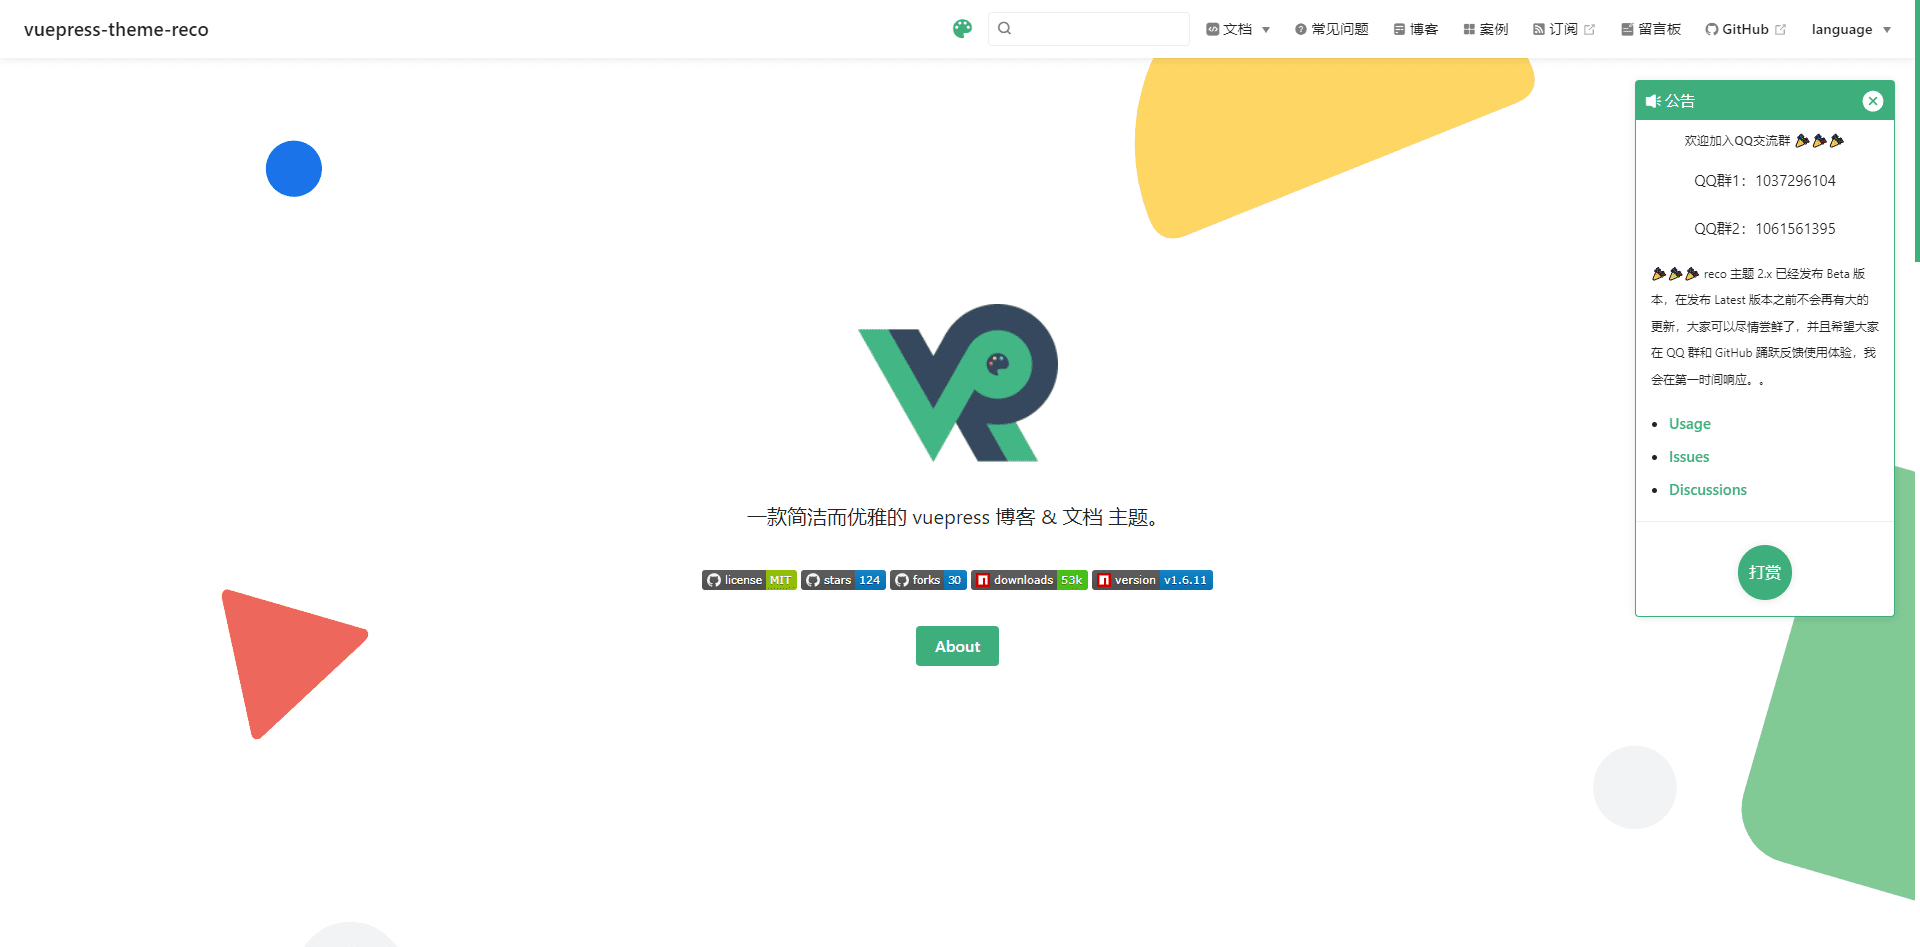 vuepress-theme-reco
文档
常见问题
博客
案例
订阅
留言板
GitHub
language
公告
欢迎加入QQ交流群 🎉🎉🎉
QQ群1：1037296104
QQ群2：1061561395
🎉🎉🎉 reco 主题 2.x 已经发布 Beta 版
本，在发布 Latest 版本之前不会再有大的
更新，大家可以尽情尝鲜了，并且希望大家
在 QQ 群和 GitHub 踊跃反馈使用体验，我
会在第一时间响应。。
Usage
Issues
Discussions
打赏
一款简洁而优雅的 vuepress 博客 & 文档 主题。
license MIT
stars 124
forks 30
downloads 53k
version v1.6.11
About